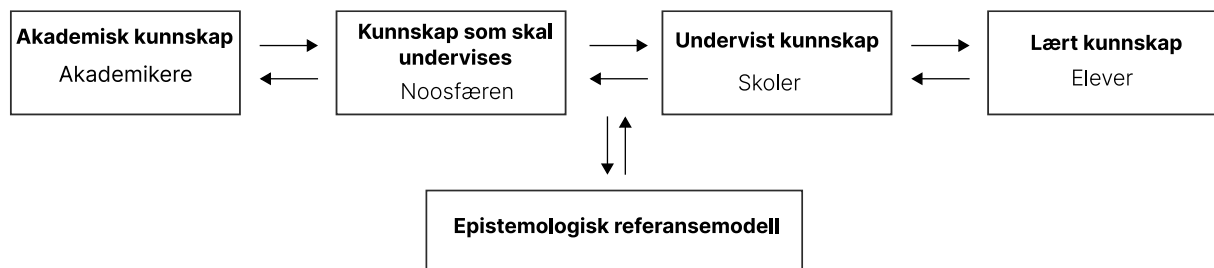 Akademisk kunnskap
Akademikere
Kunnskap som skal
undervises
Noosfæren
Undervist kunnskap
Skoler
Lært kunnskap
Elever
Epistemologisk referansemodell